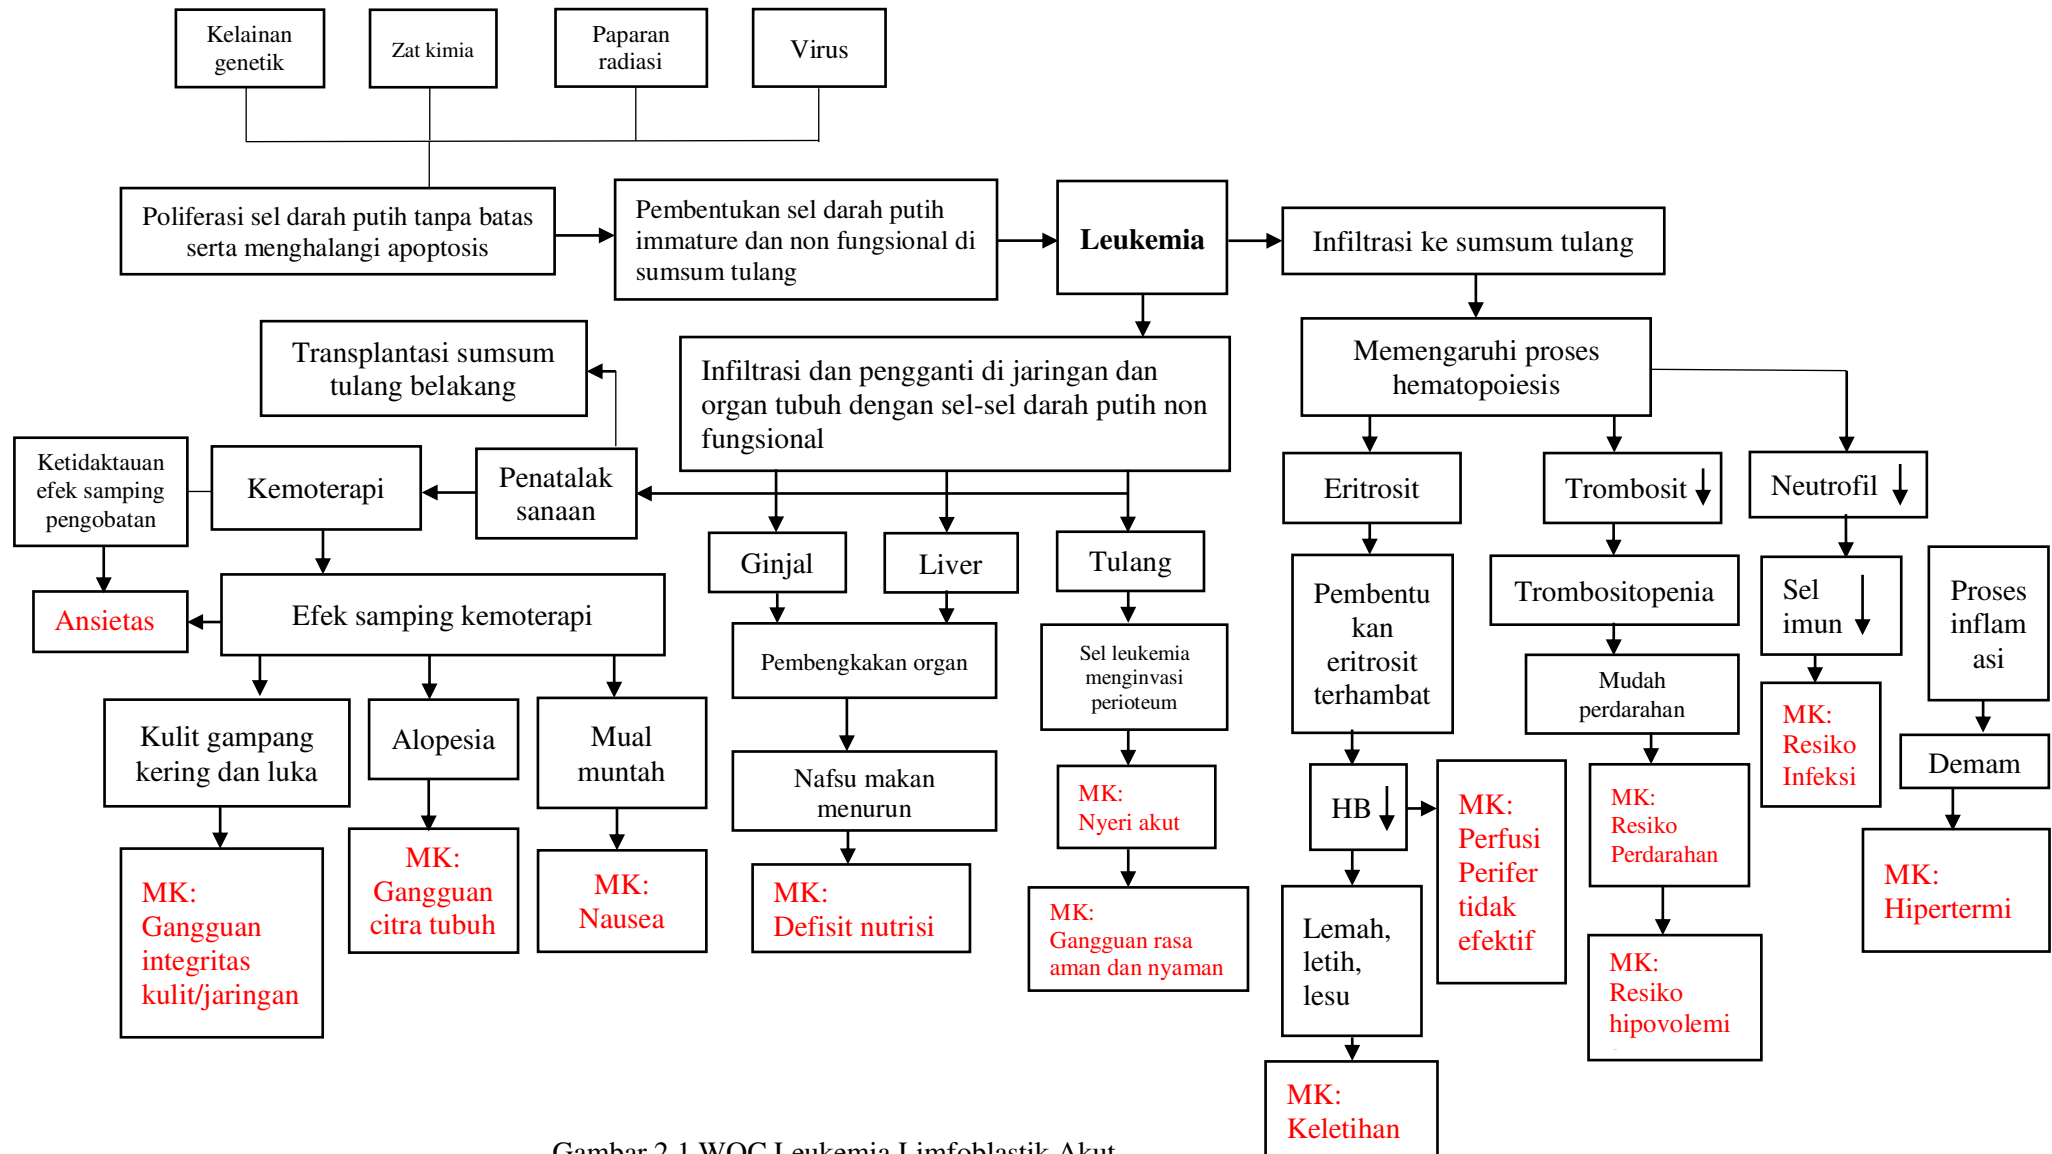 Kelainan
genetik
Zat kimia
Paparan
radiasi
Virus
Poliferasi sel darah putih tanpa batas
serta menghalangi apoptosis
Pembentukan sel darah putih
immature dan non fungsional di
sumsum tulang
Leukemia
Infiltrasi ke sumsum tulang
Transplantasi sumsum
tulang belakang
Infiltrasi dan pengganti di jaringan dan
organ tubuh dengan sel-sel darah putih non
fungsional
Memengaruhi proses
hematopoiesis
Ketidaktauan
efek samping
pengobatan
Kemoterapi
Penatalak
sanaan
Eritrosit
Trombosit
Neutrofil
Ginjal
Liver
Tulang
Ansietas
Efek samping kemoterapi
Pembengkakan organ
Sel leukemia
menginvasi
perioteum
Pembentu
kan
eritrosit
terhambat
Trombositopenia
Sel
imun
Proses
inflam
asi
Mudah
perdarahan
Kulit gampang
kering dan luka
Alopesia
Mual
muntah
Nafsu makan
menurun
MK:
Nyeri akut
HB
MK:
Perfusi
Perifer
tidak
efektif
MK:
Resiko
Perdarahan
MK:
Resiko
Infeksi
Demam
MK:
Gangguan
integritas
kulit/jaringan
MK:
Gangguan
citra tubuh
MK:
Nausea
MK:
Defisit nutrisi
MK:
Gangguan rasa
aman dan nyaman
Lemah,
letih,
lesu
MK:
Resiko
hipovolemi
MK:
Hipertermi
MK:
Keletihan
Gambar 2.1 WOC Leukemia Limfoblastik Akut